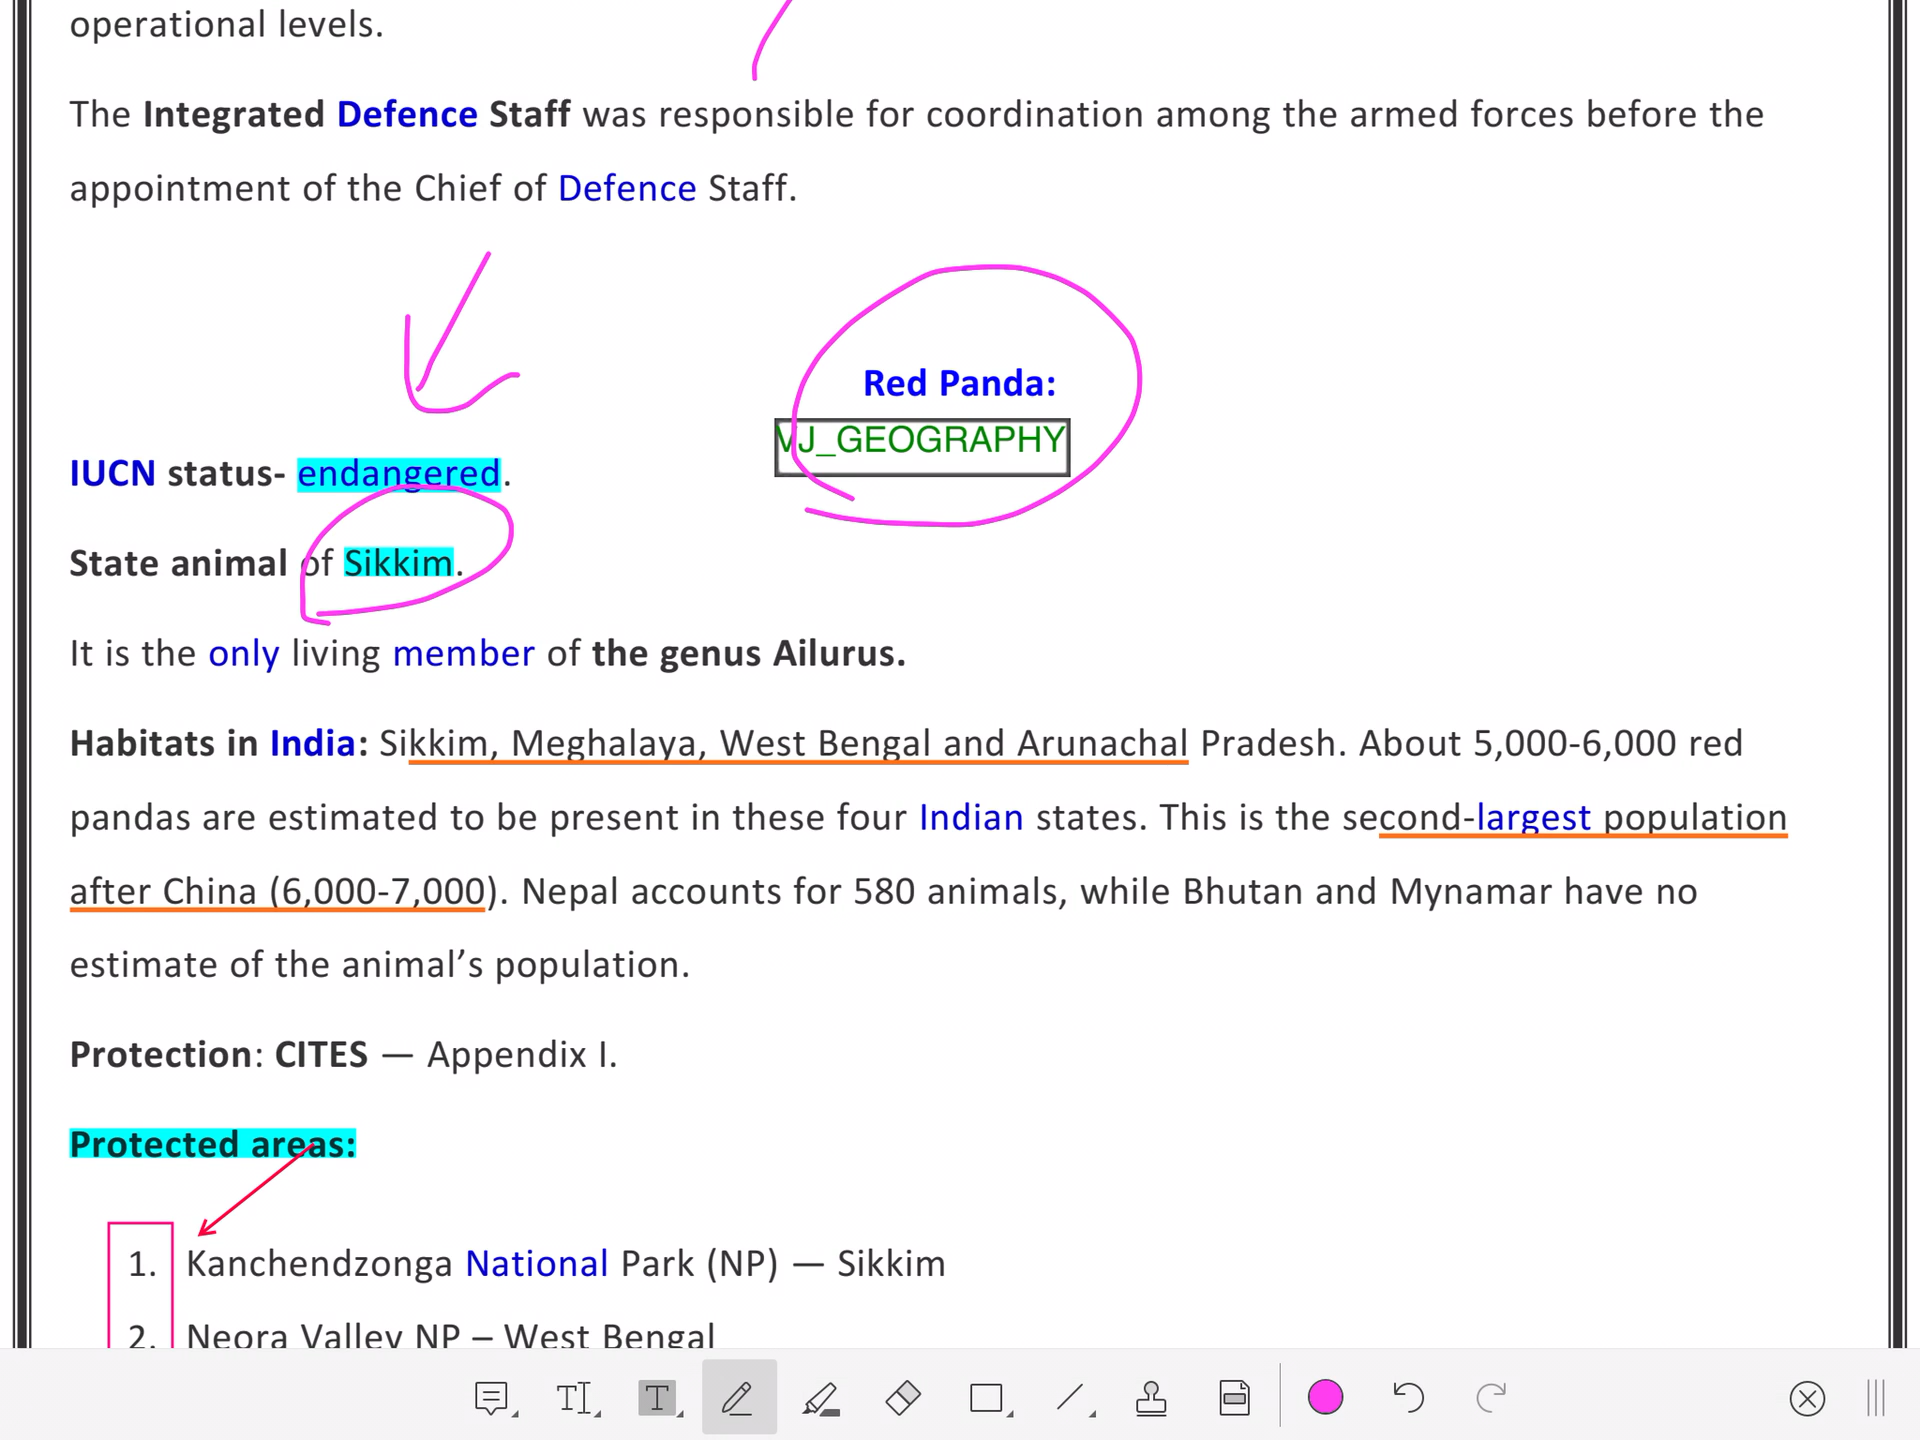 operational levels.
The Integrated Defence Staff was responsible for coordination among the armed forces before the
appointment of the Chief of Defence Staff.
Red Panda:
VJ_GEOGRAPHY
IUCN status- endangered.
State animal of Sikkim.
It is the only living member of the genus Ailurus.
Habitats in India: Sikkim, Meghalaya, West Bengal and Arunachal Pradesh. About 5,000-6,000 red
pandas are estimated to be present in these four Indian states. This is the second-largest population
after China (6,000-7,000). Nepal accounts for 580 animals, while Bhutan and Mynamar have no
estimate of the animal’s population.
Protection: CITES — Appendix I.
Protected areas:
1. Kanchendzonga National Park (NP) — Sikkim
2. Neora Valley NP – West Bengal